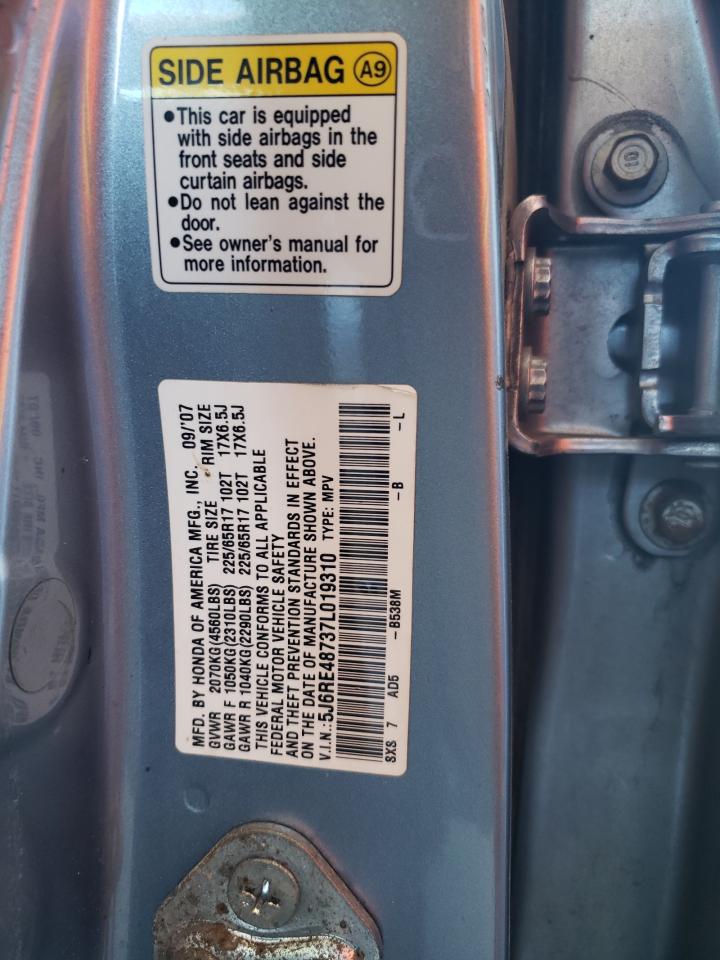 SIDE AIRBAG A9
•This car is equipped
with side airbags in the
front seats and side
curtain airbags.
•Do not lean against the
door.
•See owner's manual for
more information.
MFD. BY HONDA OF AMERICA MFG., INC. 09/'07
GVWR 2070KG(4560LBS) TIRE SIZE RIM SIZE
GAWR F 1050KG(2310LBS) 225/65R17 102T 17X6.5J
GAWR R 1040KG(2290LBS) 225/65R17 102T 17X6.5J
THIS VEHICLE CONFORMS TO ALL APPLICABLE
FEDERAL MOTOR VEHICLE SAFETY
AND THEFT PREVENTION STANDARDS IN EFFECT
ON THE DATE OF MANUFACTURE SHOWN ABOVE.
V.I.N.:5J6RE48737L019310 TYPE: MPV
SXS 7 AD5 –B538M –B –L